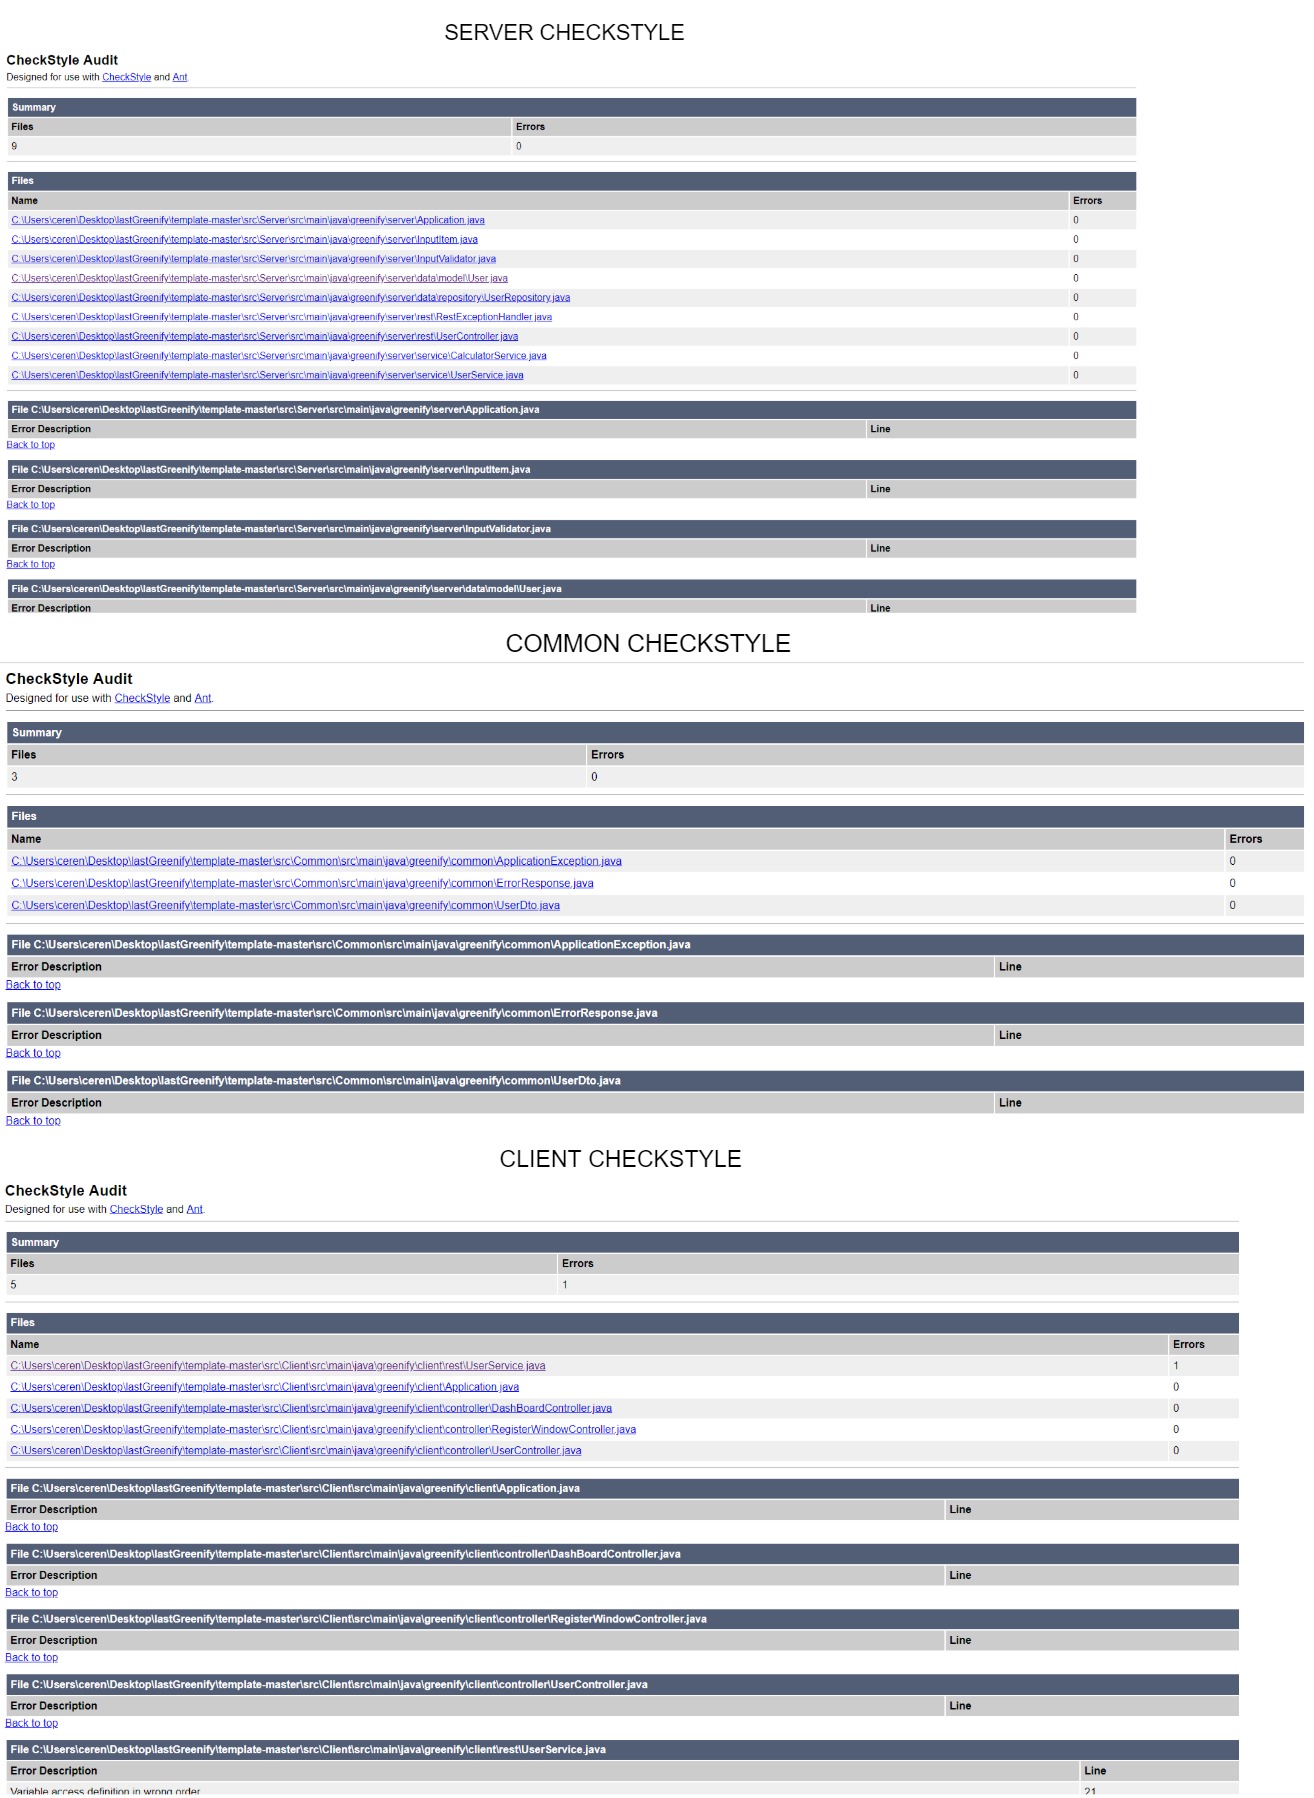 SERVER CHECKSTYLE
CheckStyle Audit
Designed for use with CheckStyle and Ant.
Summary
Files Errors
9 0
Files
Name Errors
C:\Users\ceren\Desktop\lastGreenify\template-master\src\Server\src\main\java\greenify\server\Application.java 0
C:\Users\ceren\Desktop\lastGreenify\template-master\src\Server\src\main\java\greenify\server\InputItem.java 0
C:\Users\ceren\Desktop\lastGreenify\template-master\src\Server\src\main\java\greenify\server\InputValidator.java 0
C:\Users\ceren\Desktop\lastGreenify\template-master\src\Server\src\main\java\greenify\server\data\model\User.java 0
C:\Users\ceren\Desktop\lastGreenify\template-master\src\Server\src\main\java\greenify\server\data\repository\UserRepository.java 0
C:\Users\ceren\Desktop\lastGreenify\template-master\src\Server\src\main\java\greenify\server\rest\RestExceptionHandler.java 0
C:\Users\ceren\Desktop\lastGreenify\template-master\src\Server\src\main\java\greenify\server\rest\UserController.java 0
C:\Users\ceren\Desktop\lastGreenify\template-master\src\Server\src\main\java\greenify\server\service\CalculatorService.java 0
C:\Users\ceren\Desktop\lastGreenify\template-master\src\Server\src\main\java\greenify\server\service\UserService.java 0
File C:\Users\ceren\Desktop\lastGreenify\template-master\src\Server\src\main\java\greenify\server\Application.java
Error Description Line
Back to top
File C:\Users\ceren\Desktop\lastGreenify\template-master\src\Server\src\main\java\greenify\server\InputItem.java
Error Description Line
Back to top
File C:\Users\ceren\Desktop\lastGreenify\template-master\src\Server\src\main\java\greenify\server\InputValidator.java
Error Description Line
Back to top
File C:\Users\ceren\Desktop\lastGreenify\template-master\src\Server\src\main\java\greenify\server\data\model\User.java
Error Description Line
COMMON CHECKSTYLE
CheckStyle Audit
Designed for use with CheckStyle and Ant.
Summary
Files Errors
3 0
Files
Name Errors
C:\Users\ceren\Desktop\lastGreenify\template-master\src\Common\src\main\java\greenify\common\ApplicationException.java 0
C:\Users\ceren\Desktop\lastGreenify\template-master\src\Common\src\main\java\greenify\common\ErrorResponse.java 0
C:\Users\ceren\Desktop\lastGreenify\template-master\src\Common\src\main\java\greenify\common\UserDto.java 0
File C:\Users\ceren\Desktop\lastGreenify\template-master\src\Common\src\main\java\greenify\common\ApplicationException.java
Error Description Line
Back to top
File C:\Users\ceren\Desktop\lastGreenify\template-master\src\Common\src\main\java\greenify\common\ErrorResponse.java
Error Description Line
Back to top
File C:\Users\ceren\Desktop\lastGreenify\template-master\src\Common\src\main\java\greenify\common\UserDto.java
Error Description Line
Back to top
CLIENT CHECKSTYLE
CheckStyle Audit
Designed for use with CheckStyle and Ant.
Summary
Files Errors
5 1
Files
Name Errors
C:\Users\ceren\Desktop\lastGreenify\template-master\src\Client\src\main\java\greenify\client\rest\UserService.java 1
C:\Users\ceren\Desktop\lastGreenify\template-master\src\Client\src\main\java\greenify\client\Application.java 0
C:\Users\ceren\Desktop\lastGreenify\template-master\src\Client\src\main\java\greenify\client\controller\DashBoardController.java 0
C:\Users\ceren\Desktop\lastGreenify\template-master\src\Client\src\main\java\greenify\client\controller\RegisterWindowController.java 0
C:\Users\ceren\Desktop\lastGreenify\template-master\src\Client\src\main\java\greenify\client\controller\UserController.java 0
File C:\Users\ceren\Desktop\lastGreenify\template-master\src\Client\src\main\java\greenify\client\Application.java
Error Description Line
Back to top
File C:\Users\ceren\Desktop\lastGreenify\template-master\src\Client\src\main\java\greenify\client\controller\DashBoardController.java
Error Description Line
Back to top
File C:\Users\ceren\Desktop\lastGreenify\template-master\src\Client\src\main\java\greenify\client\controller\RegisterWindowController.java
Error Description Line
Back to top
File C:\Users\ceren\Desktop\lastGreenify\template-master\src\Client\src\main\java\greenify\client\controller\UserController.java
Error Description Line
Back to top
File C:\Users\ceren\Desktop\lastGreenify\template-master\src\Client\src\main\java\greenify\client\rest\UserService.java
Error Description Line
Variable access definition in wrong order. 21